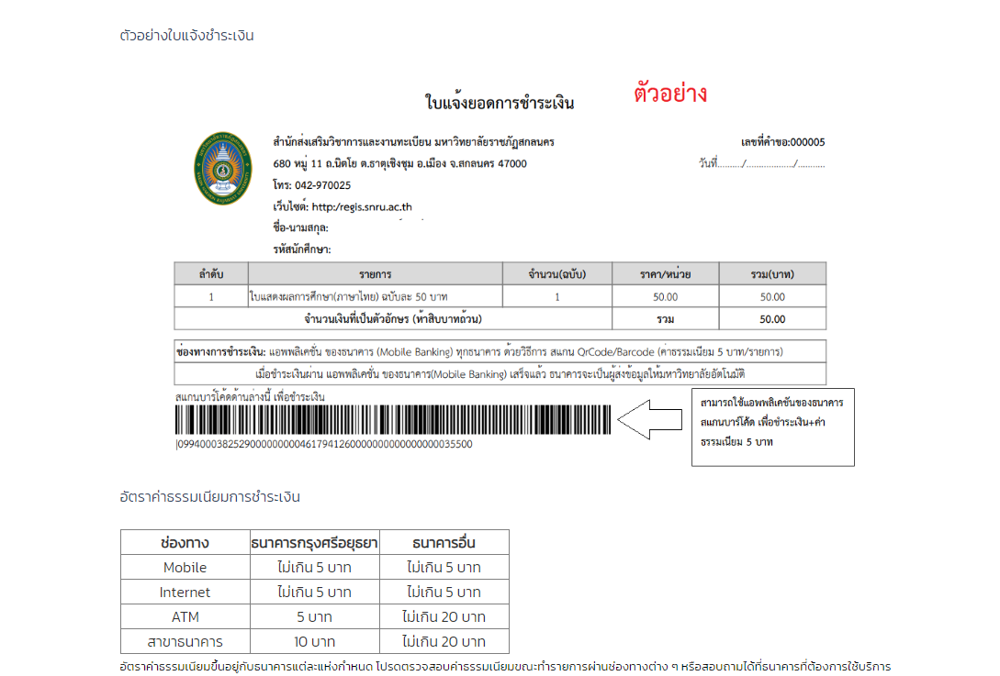 ตัวอย่างใบแจ้งชำระเงิน
ใบแจ้งยอดการชำระเงิน ตัวอย่าง
สำนักส่งเสริมวิชาการและงานทะเบียน มหาวิทยาลัยราชภัฏสกลนคร เลขที่คำขอ:000005
680 หมู่ 11 ถ.นิตโย ต.ธาตุเชิงชุม อ.เมือง จ.สกลนคร 47000 วันที่........./................../..........
โทร: 042-970025
เว็บไซต์: http:/regis.snru.ac.th
ชื่อ-นามสกุล:
รหัสนักศึกษา:
ลำดับ รายการ จำนวน(ฉบับ) ราคา/หน่วย รวม(บาท)
1 ใบแสดงผลการศึกษา(ภาษาไทย) ฉบับละ 50 บาท 1 50.00 50.00
จำนวนเงินที่เป็นตัวอักษร (ห้าสิบบาทถ้วน) รวม 50.00
ช่องทางการชำระเงิน: แอพพลิเคชั่น ของธนาคาร (Mobile Banking) ทุกธนาคาร ด้วยวิธีการ สแกน QrCode/Barcode (ค่าธรรมเนียม 5 บาท/รายการ)
เมื่อชำระเงินผ่าน แอพพลิเคชั่น ของธนาคาร(Mobile Banking) เสร็จแล้ว ธนาคารจะเป็นผู้ส่งข้อมูลให้มหาวิทยาลัยอัตโนมัติ
สแกนบาร์โค้ดด้านล่างนี้ เพื่อชำระเงิน
สามารถใช้แอพพลิเคชันของธนาคาร
สแกนบาร์โค้ด เพื่อชำระเงิน+ค่า
ธรรมเนียม 5 บาท
อัตราค่าธรรมเนียมการชำระเงิน
ช่องทาง ธนาคารกรุงศรีอยุธยา ธนาคารอื่น
Mobile ไม่เกิน 5 บาท ไม่เกิน 5 บาท
Internet ไม่เกิน 5 บาท ไม่เกิน 5 บาท
ATM 5 บาท ไม่เกิน 20 บาท
สาขาธนาคาร 10 บาท ไม่เกิน 20 บาท
อัตราค่าธรรมเนียมขึ้นอยู่กับธนาคารแต่ละแห่งกำหนด โปรดตรวจสอบค่าธรรมเนียมขณะทำรายการผ่านช่องทางต่าง ๆ หรือสอบถามได้ที่ธนาคารที่ต้องการใช้บริการ